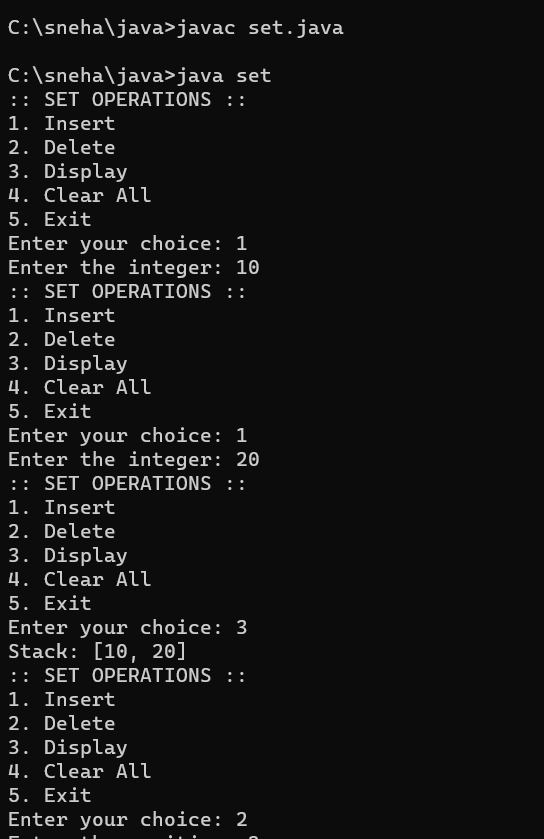 C:\sneha\java>javac set.java
C:\sneha\java>java set
:: SET OPERATIONS ::
1. Insert
2. Delete
3. Display
4. Clear All
5. Exit
Enter your choice: 1
Enter the integer: 10
:: SET OPERATIONS ::
1. Insert
2. Delete
3. Display
4. Clear All
5. Exit
Enter your choice: 1
Enter the integer: 20
:: SET OPERATIONS ::
1. Insert
2. Delete
3. Display
4. Clear All
5. Exit
Enter your choice: 3
Stack: [10, 20]
:: SET OPERATIONS ::
1. Insert
2. Delete
3. Display
4. Clear All
5. Exit
Enter your choice: 2
Enter the